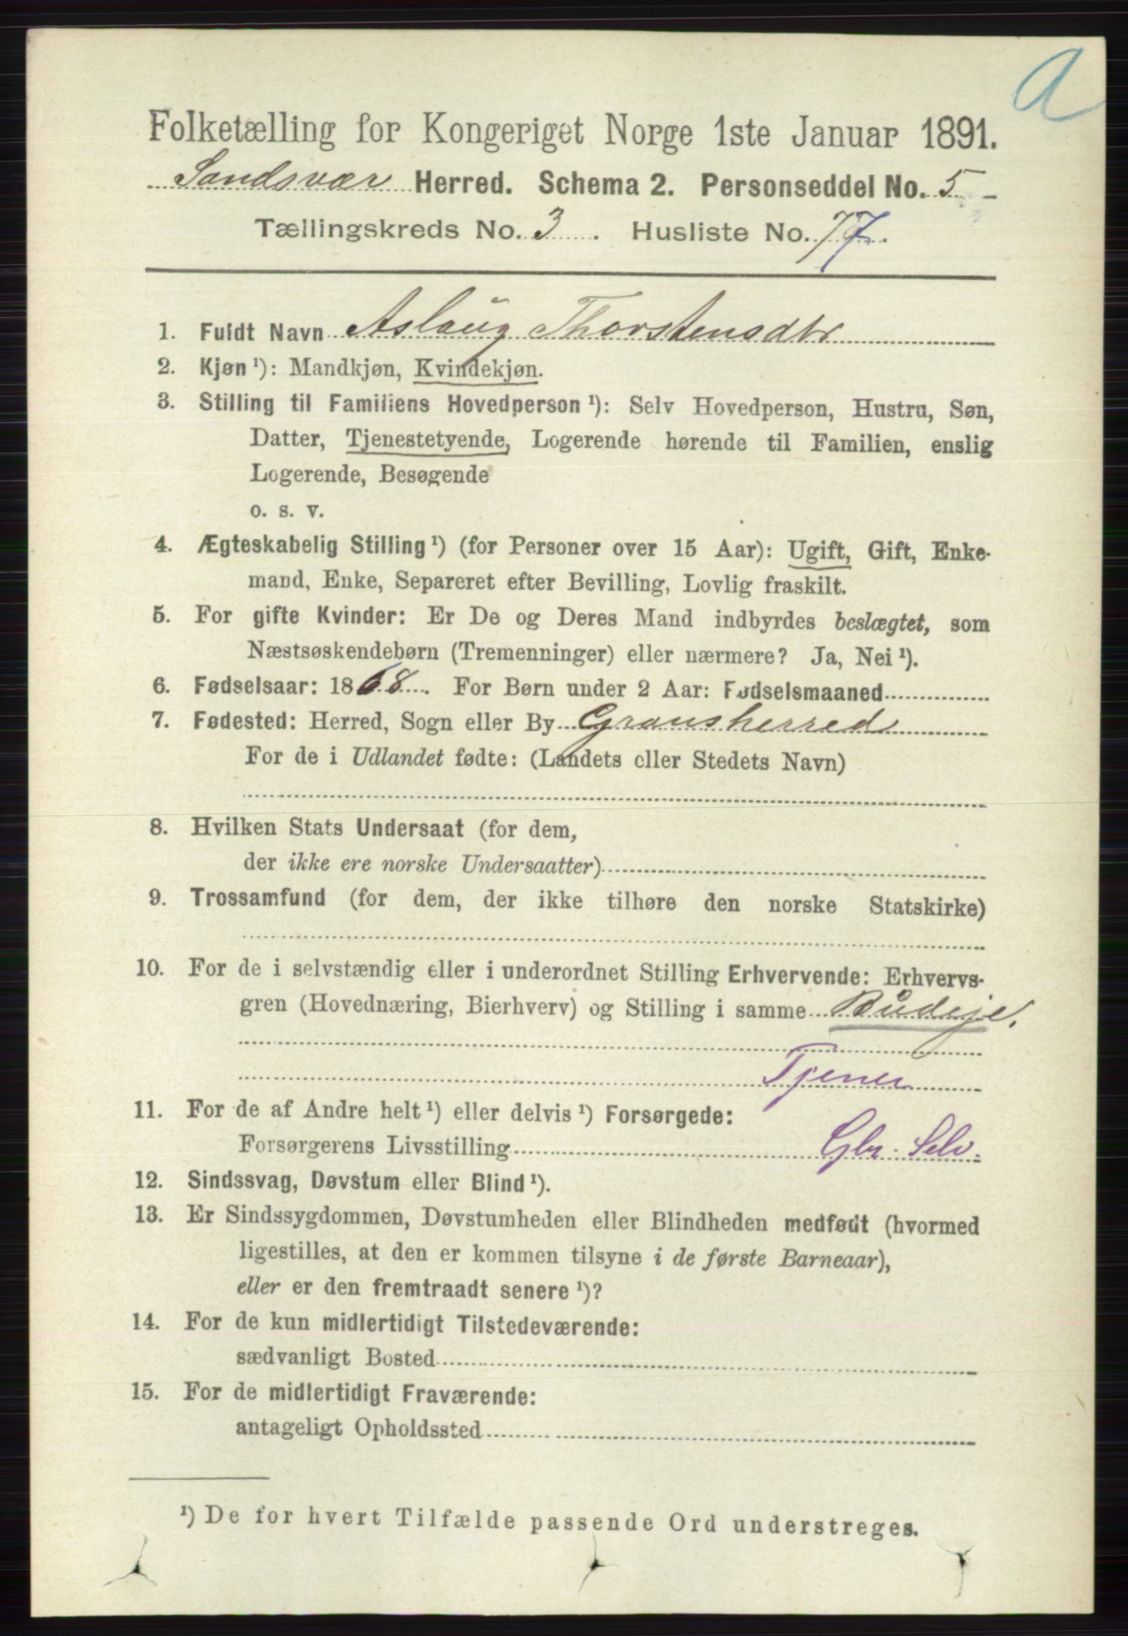 a
Folketælling for Kongeriget Norge 1ste Januar 1891.
Sandsvær Herred. Schema 2. Personseddel No. 5
Tællingskreds No. 3. Husliste No. 77.
1. Fuldt Navn Aslaug Thorstensdtr
2. Kjøn ¹): Mandkjøn, Kvindekjøn.
3. Stilling til Familiens Hovedperson ¹): Selv Hovedperson, Hustru, Søn,
Datter, Tjenestetyende, Logerende hørende til Familien, enslig
Logerende, Besøgende
o. s. v.
4. Ægteskabelig Stilling ¹) (for Personer over 15 Aar): Ugift, Gift, Enke-
mand, Enke, Separeret efter Bevilling, Lovlig fraskilt.
5. For gifte Kvinder: Er De og Deres Mand indbyrdes beslægtet, som
Næstsøskendebørn (Tremenninger) eller nærmere? Ja, Nei ¹).
6. Fødselsaar: 1868. For Børn under 2 Aar: Fødselsmaaned
7. Fødested: Herred, Sogn eller By Gransherred
For de i Udlandet fødte: (Landets eller Stedets Navn)
8. Hvilken Stats Undersaat (for dem,
der ikke ere norske Undersaatter)
9. Trossamfund (for dem, der ikke tilhøre den norske Statskirke)
10. For de i selvstændig eller i underordnet Stilling Erhvervende: Erhvervs-
gren (Hovednæring, Bierhverv) og Stilling i samme Budeje.
Tjener
11. For de af Andre helt ¹) eller delvis ¹) Forsørgede:
Forsørgerens Livsstilling Gbr. Selv.
12. Sindssvag, Døvstum eller Blind ¹).
13. Er Sindssygdommen, Døvstumheden eller Blindheden medfødt (hvormed
ligestilles, at den er kommen tilsyne i de første Barneaar),
eller er den fremtraadt senere ¹)?
14. For de kun midlertidigt Tilstedeværende:
sædvanligt Bosted
15. For de midlertidigt Fraværende:
antageligt Opholdssted
¹) De for hvert Tilfælde passende Ord understreges.